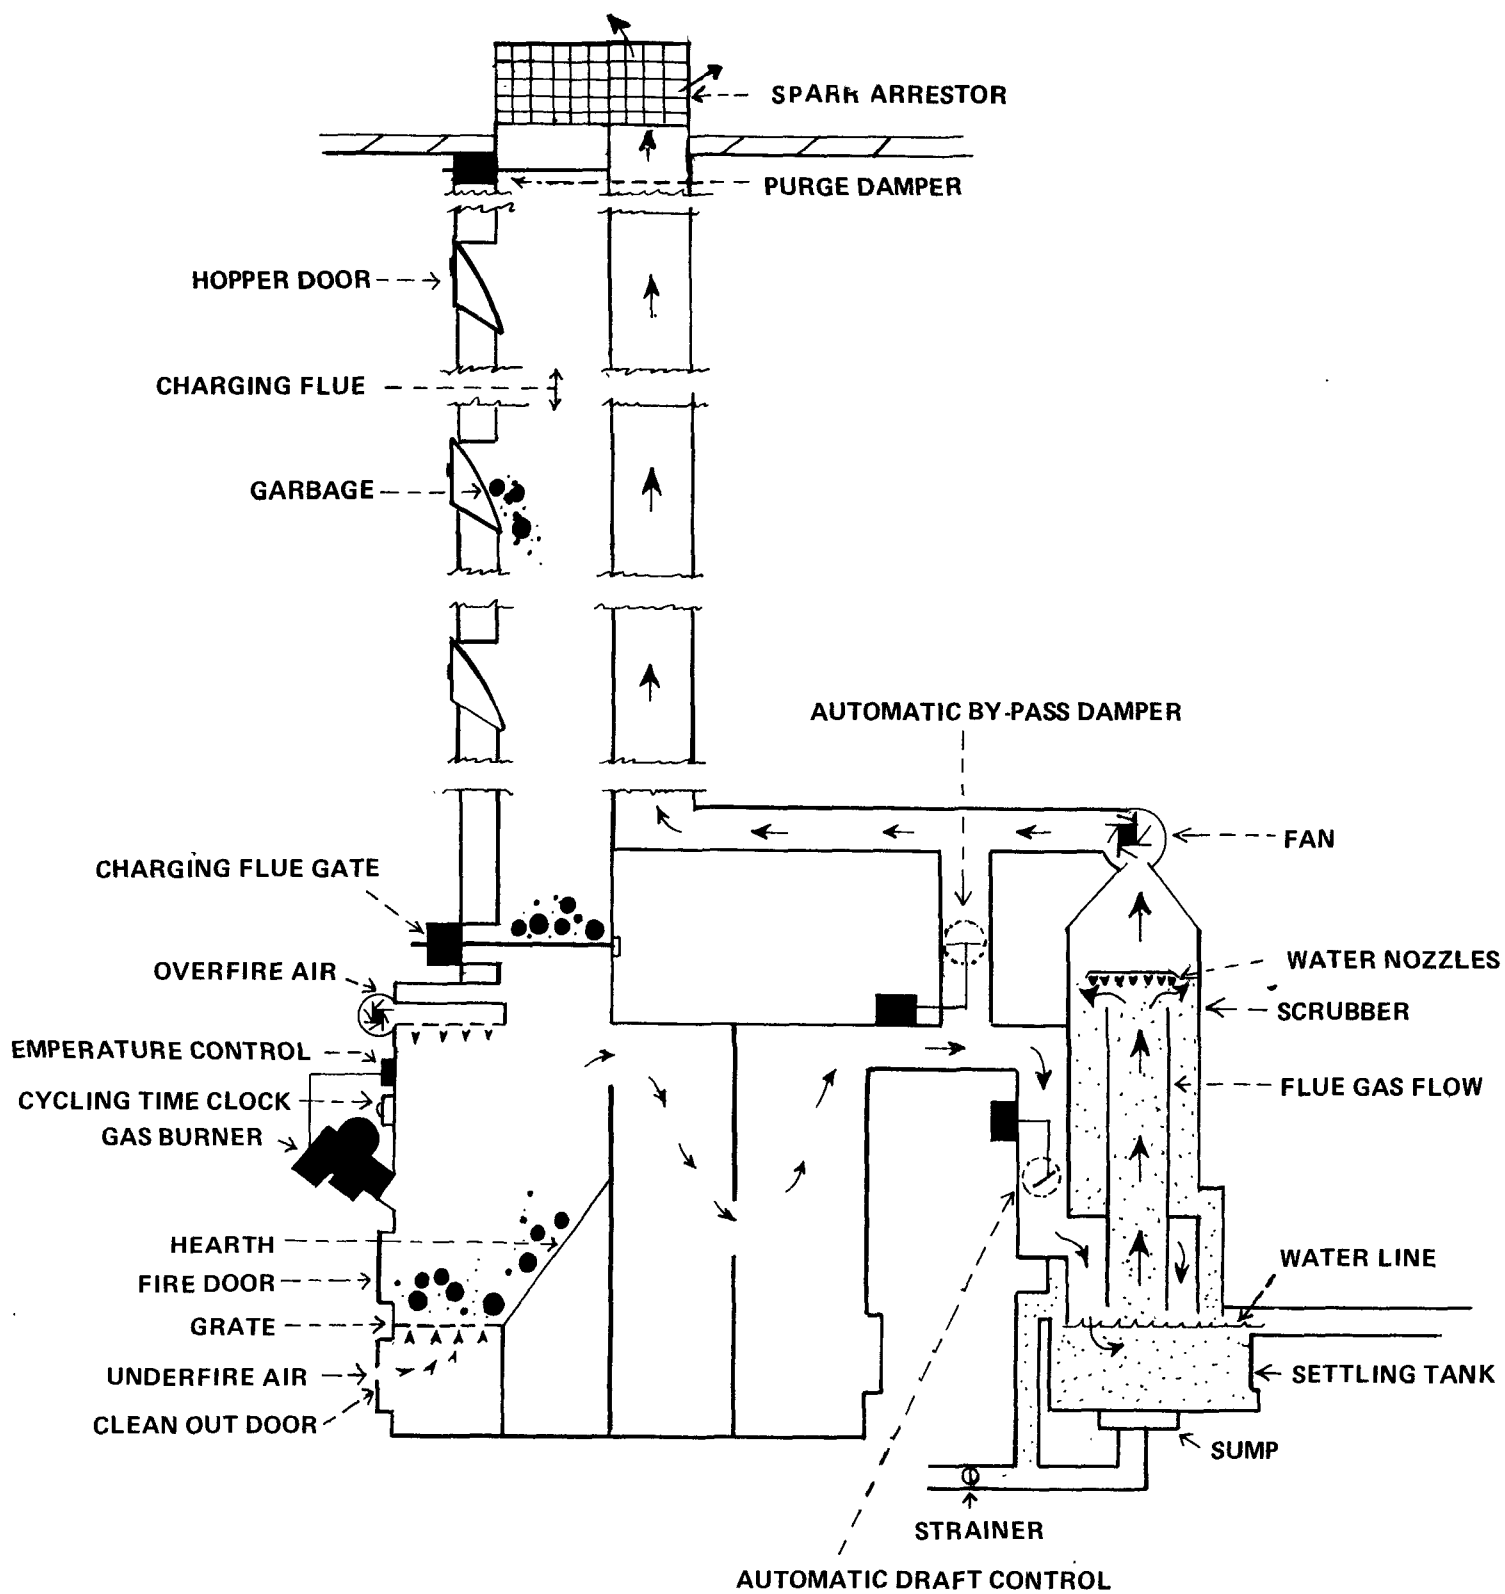 SPARK ARRESTOR
PURGE DAMPER
HOPPER DOOR
CHARGING FLUE
GARBAGE
AUTOMATIC BY-PASS DAMPER
FAN
CHARGING FLUE GATE
WATER NOZZLES
OVERFIRE AIR
SCRUBBER
EMPERATURE CONTROL
FLUE GAS FLOW
CYCLING TIME CLOCK
GAS BURNER
HEARTH
WATER LINE
FIRE DOOR
GRATE
UNDERFIRE AIR
SETTLING TANK
CLEAN OUT DOOR
SUMP
STRAINER
AUTOMATIC DRAFT CONTROL